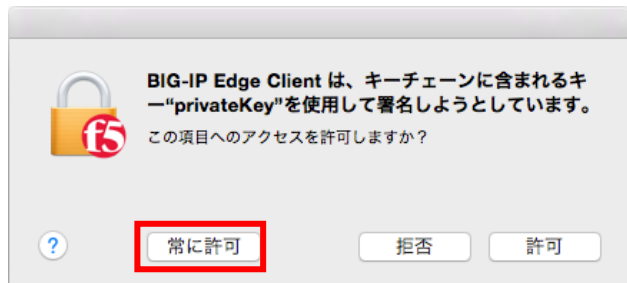 BIG-IP Edge Client は、キーチェーンに含まれるキ
ー“privateKey”を使用して署名しようとしています。
この項目へのアクセスを許可しますか？
f5
?
常に許可
拒否
許可